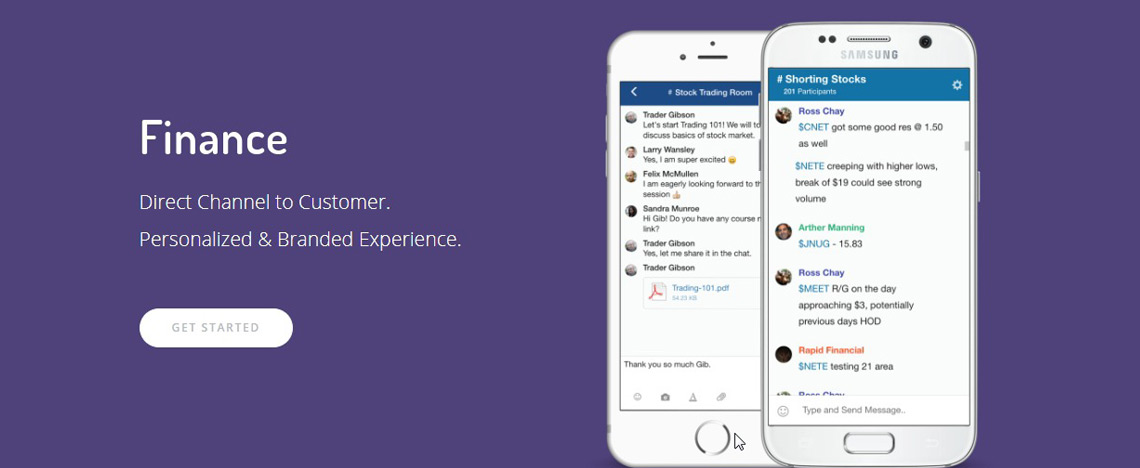 Finance
Direct Channel to Customer.
Personalized & Branded Experience.
GET STARTED
# Stock Trading Room
Trader Gibson
Let's start Trading 101! We will to
discuss basics of stock market.
Larry Wansley
Yes, I am super excited 😀
Felix McMullen
I am eagerly looking forward to th
session 👍
Sandra Munroe
Hi Gib! Do you have any course
link?
Trader Gibson
Yes, let me share it in the chat.
Trader Gibson
Trading-101.pdf
54.23 KB
Thank you so much Gib.
SAMSUNG
# Shorting Stocks
201 Participants
Ross Chay
$CNET got some good res @ 1.50
as well
$NETE creeping with higher lows,
break of $19 could see strong
volume
Arther Manning
$JNUG - 15.83
Ross Chay
$MEET R/G on the day
approaching $3, potentially
previous days HOD
Rapid Financial
$NETE testing 21 area
Ross Chay
Type and Send Message..